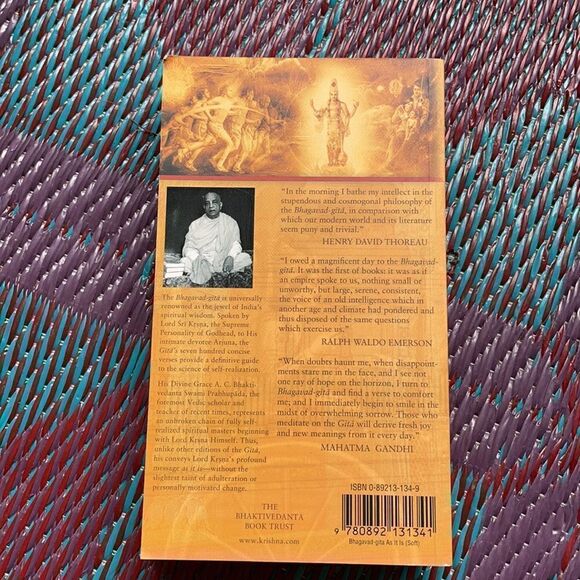 "In the morning I bathe my intellect in the
stupendous and cosmogonal philosophy of
the Bhagavad-gītā, in comparison with
which our modern world and its literature
seem puny and trivial."
HENRY DAVID THOREAU
"I owed a magnificent day to the Bhagavad-
gītā. It was the first of books; it was as if
an empire spoke to us, nothing small or
unworthy, but large, serene, consistent,
the voice of an old intelligence which in
another age and climate had pondered and
thus disposed of the same questions
which exercise us."
RALPH WALDO EMERSON
"When doubts haunt me, when disappoint-
ments stare me in the face, and I see not
one ray of hope on the horizon, I turn to
Bhagavad-gītā and find a verse to comfort
me; and I immediately begin to smile in the
midst of overwhelming sorrow. Those who
meditate on the Gītā will derive fresh joy
and new meanings from it every day."
MAHATMA GANDHI
The Bhagavad-gītā is universally
renowned as the jewel of India's
spiritual wisdom. Spoken by
Lord Śrī Kṛṣṇa, the Supreme
Personality of Godhead, to His
intimate devotee Arjuna, the
Gītā's seven hundred concise
verses provide a definitive guide
to the science of self-realization.
His Divine Grace A. C. Bhakti-
vedanta Swami Prabhupāda, the
foremost Vedic scholar and
teacher of recent times, represents
an unbroken chain of fully self-
realized spiritual masters beginning
with Lord Kṛṣṇa Himself. Thus,
unlike other editions of the Gītā,
his conveys Lord Kṛṣṇa's profound
message as it is—without the
slightest taint of adulteration or
personally motivated change.
THE
BHAKTIVEDANTA
BOOK TRUST
www.krishna.com
ISBN 0-89213-134-9
9 780892 131341
Bhagavad-gita As It Is (Soft)